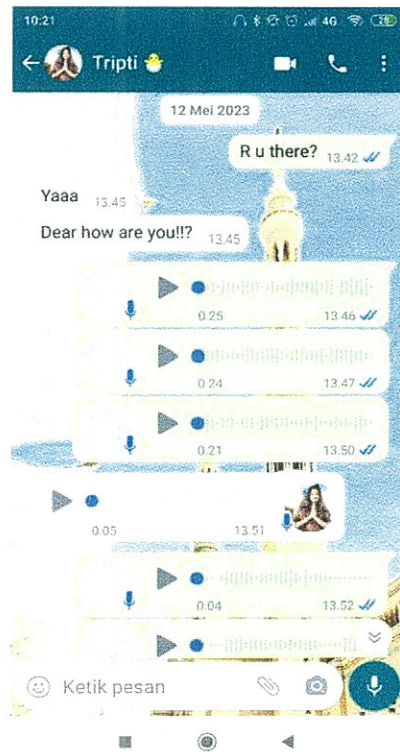 10:21
4G 29
Tripti
12 Mei 2023
R u there? 13.42
Yaaa 13.45
Dear how are you!!? 13.45
0.25 13.46
0.24 13.47
0.21 13.50
0.05 13.51
0.04 13.52
Ketik pesan